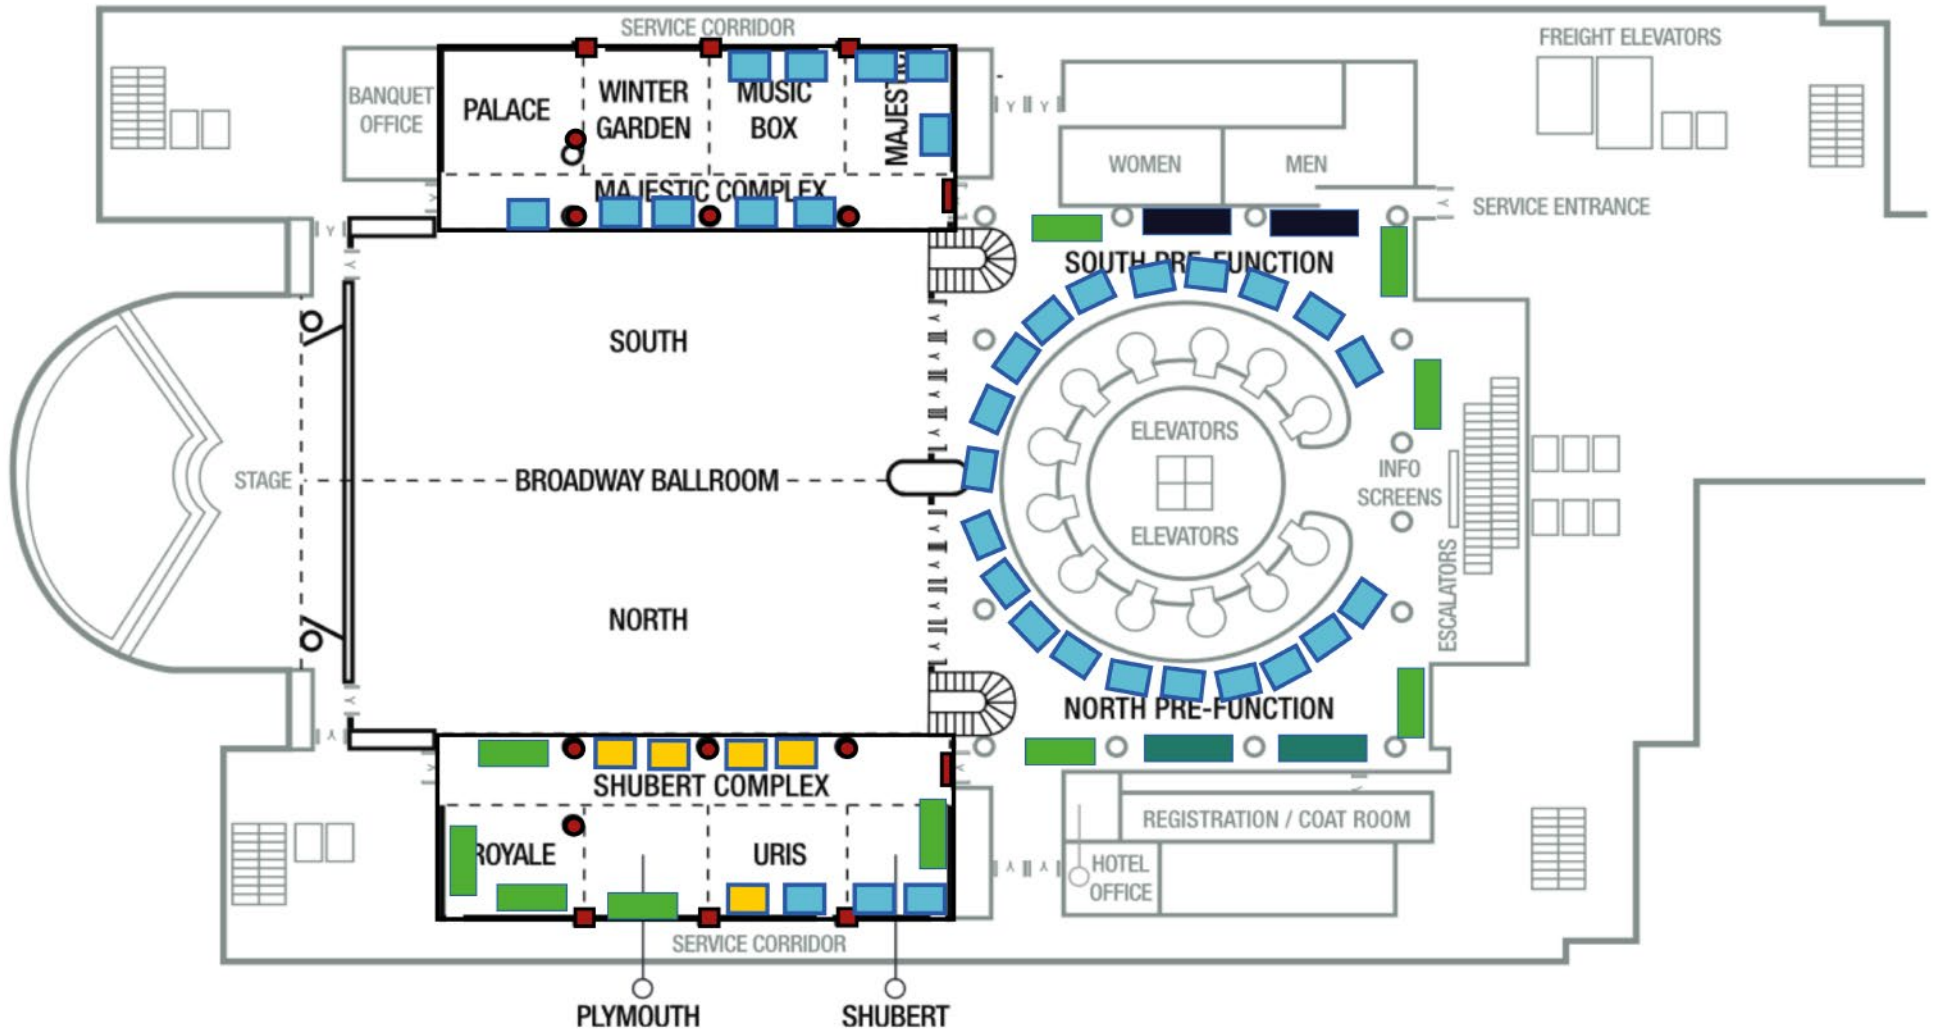 SERVICE CORRIDOR
FREIGHT ELEVATORS
BANQUET
OFFICE
PALACE
WINTER
GARDEN
MUSIC
BOX
MAJESTIC
MAJESTIC COMPLEX
WOMEN
MEN
SERVICE ENTRANCE
SOUTH PRE-FUNCTION
SOUTH
STAGE
BROADWAY BALLROOM
ELEVATORS
ELEVATORS
INFO
SCREENS
ESCALATORS
NORTH
NORTH PRE-FUNCTION
SHUBERT COMPLEX
ROYALE
URIS
REGISTRATION / COAT ROOM
HOTEL
OFFICE
SERVICE CORRIDOR
PLYMOUTH
SHUBERT